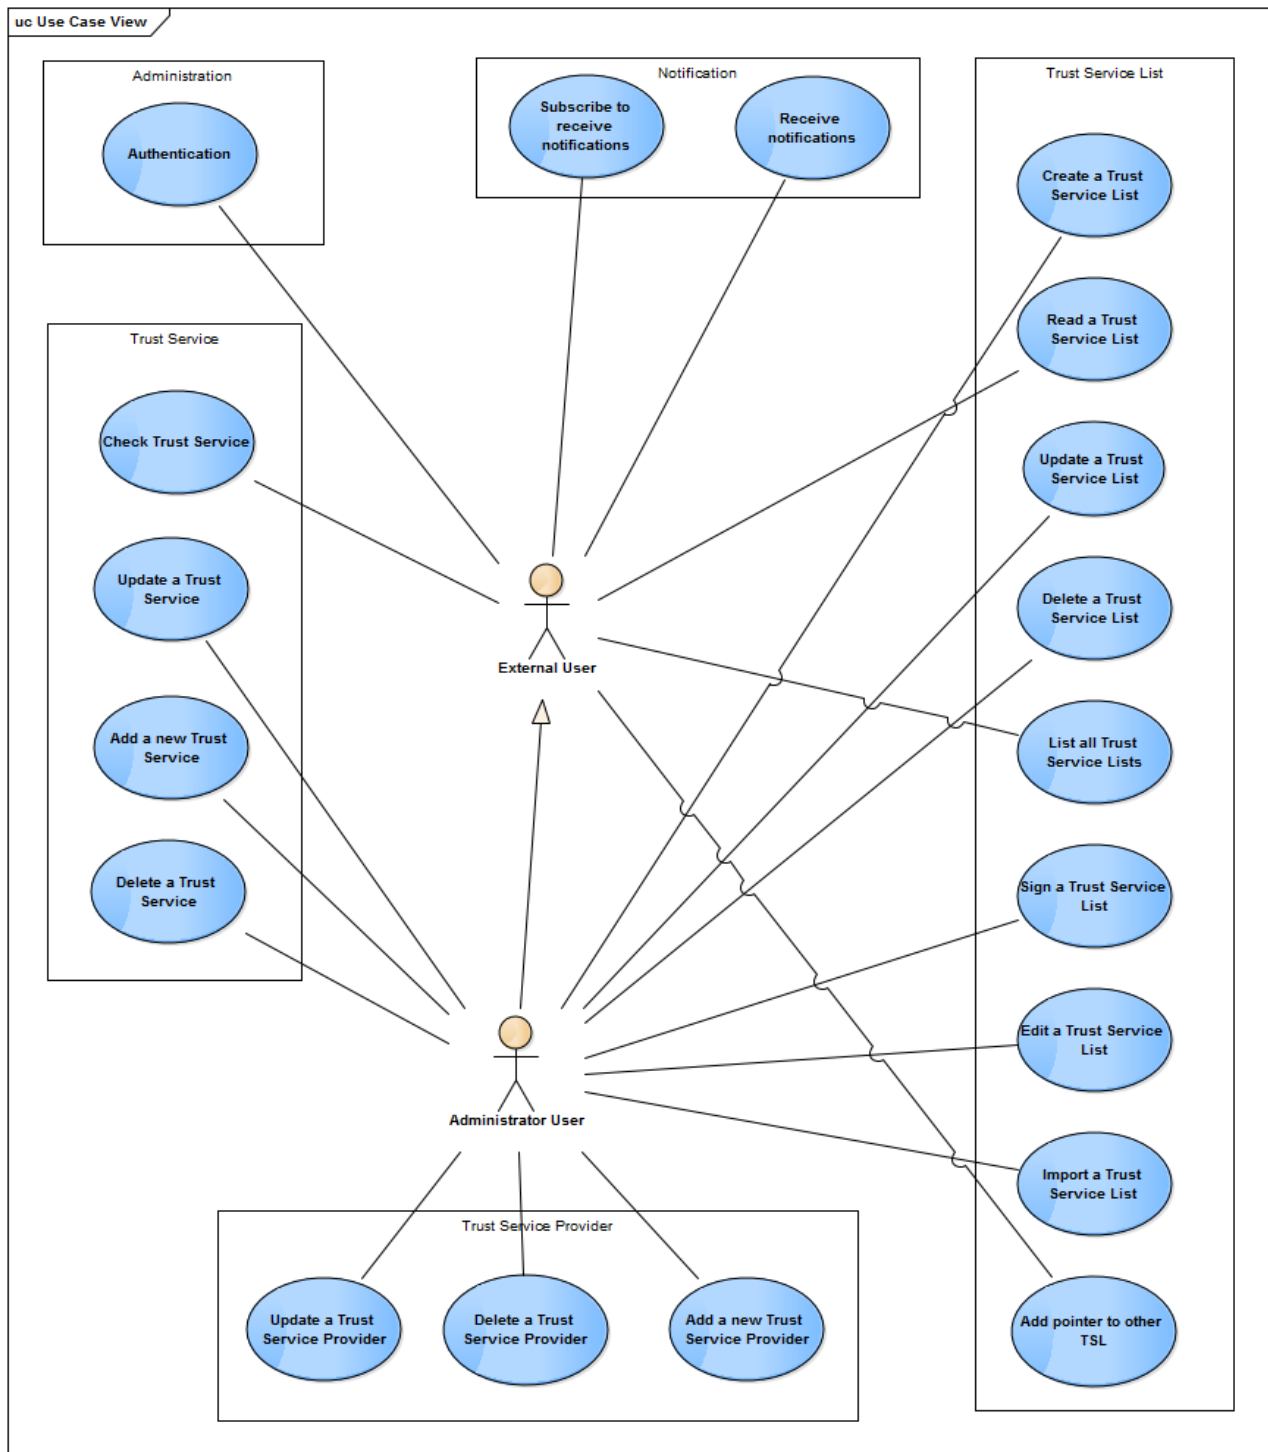 uc Use Case View
Administration
Authentication
Notification
Subscribe to
receive
notifications
Receive
notifications
Trust Service List
Create a Trust
Service List
Read a Trust
Service List
Update a Trust
Service List
Delete a Trust
Service List
List all Trust
Service Lists
Sign a Trust Service
List
Edit a Trust Service
List
Import a Trust
Service List
Add pointer to other
TSL
Trust Service
Check Trust Service
Update a Trust
Service
Add a new Trust
Service
Delete a Trust
Service
External User
Administrator User
Trust Service Provider
Update a Trust
Service Provider
Delete a Trust
Service Provider
Add a new Trust
Service Provider